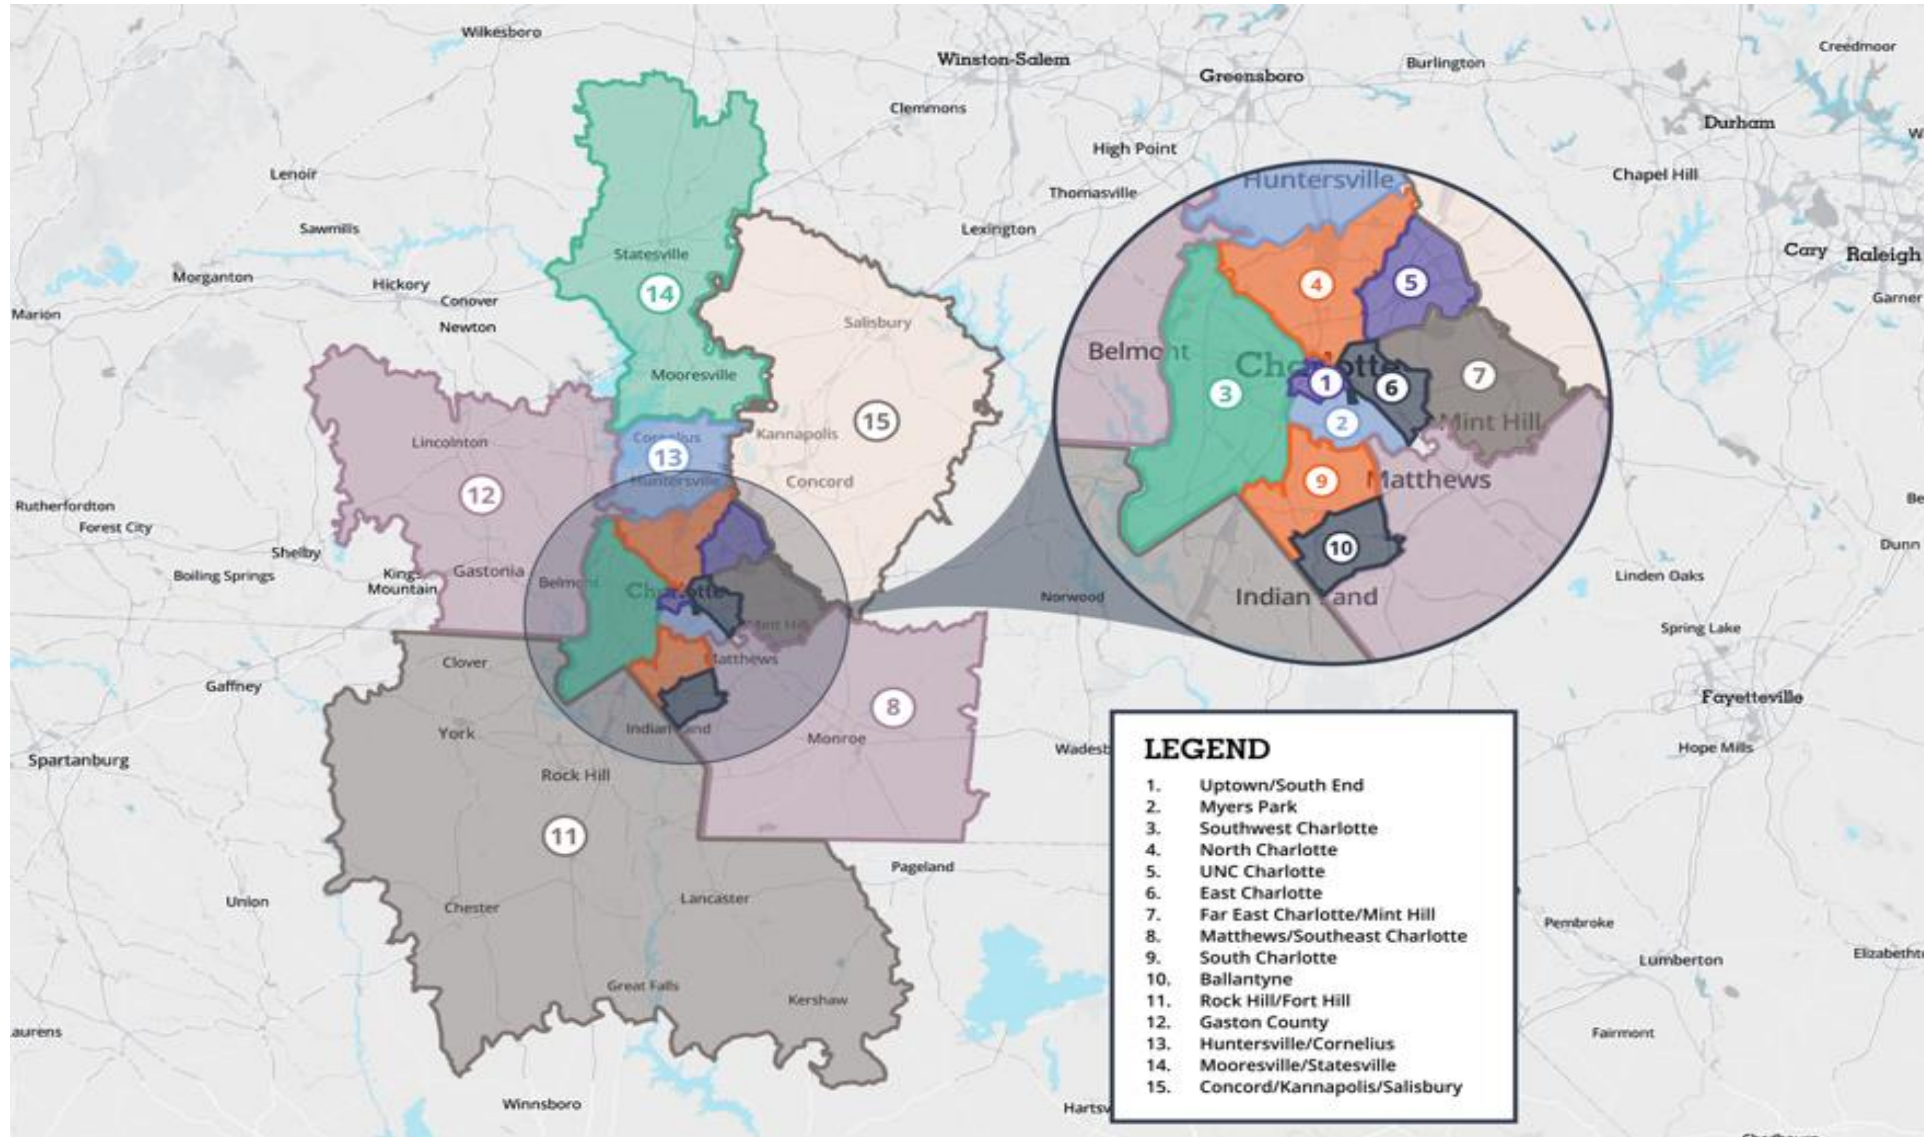 Wilkesboro
Winston-Salem
Greensboro
Burlington
Creedmoor
Clemmons
Durham
High Point
Chapel Hill
Lenoir
Thomasville
Huntersville
Sawmills
Lexington
Statesville
Cary
Raleigh
Morganton
Hickory
14
4
5
Conover
Garner
Marion
Newton
Salisbury
Belmont
Charlotte
Mooresville
3
1
6
7
15
2
Mint Hill
Lincolnton
Cornelius
Kannapolis
13
Huntersville
Concord
9
Matthews
12
Rutherfordton
Forest City
Shelby
10
Dunn
Gastonia
Boiling Springs
Kings
Mountain
Belmont
Charlotte
Norwood
Indian Land
Linden Oaks
Mint Hill
Spring Lake
Clover
Matthews
Gaffney
8
Fayetteville
York
Indian Land
Monroe
Hope Mills
Spartanburg
Rock Hill
11
Pageland
Union
Chester
Lancaster
Great Falls
Kershaw
Winnsboro
LEGEND
1. Uptown/South End
2. Myers Park
3. Southwest Charlotte
4. North Charlotte
5. UNC Charlotte
6. East Charlotte
7. Far East Charlotte/Mint Hill
8. Matthews/Southeast Charlotte
9. South Charlotte
10. Ballantyne
11. Rock Hill/Fort Hill
12. Gaston County
13. Huntersville/Cornelius
14. Mooresville/Statesville
15. Concord/Kannapolis/Salisbury
Pembroke
Lumberton
Fairmont